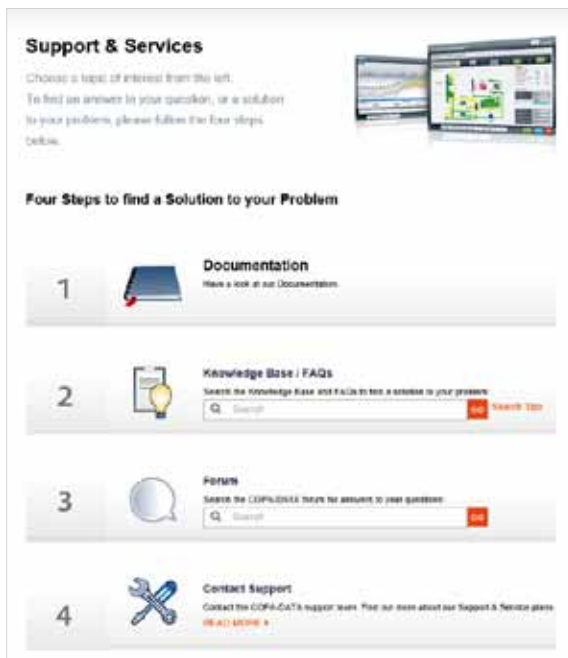 Support & Services
Choose a topic of interest from the left.
To find an answer to your question, or a solution
to your problem, please follow the four steps
below.
Four Steps to find a Solution to your Problem
1
Documentation
Have a look at our Documentation
2
Knowledge Base / FAQs
Search the Knowledge Base and FAQs to find a solution to your problem
Search
GO
Search Tips
3
Forum
Search the COPA-DATA forum for answers to your questions
Search
GO
4
Contact Support
Contact the COPA-DATA support team. Find out more about our Support & Service plans
READ MORE